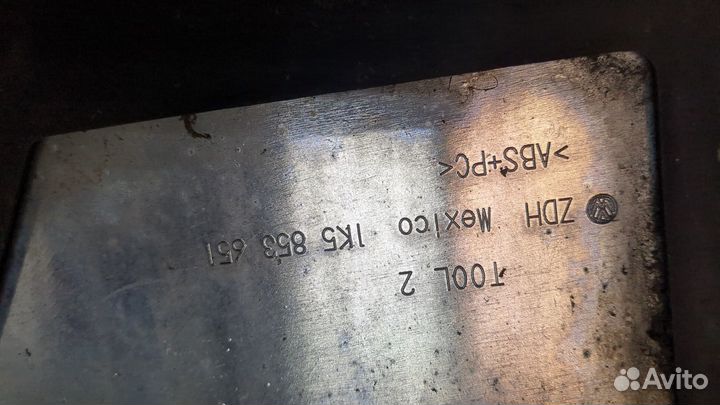 TOOL 2
ZDH Mexico 1K5 853 651
>ABS+PC<
Avito